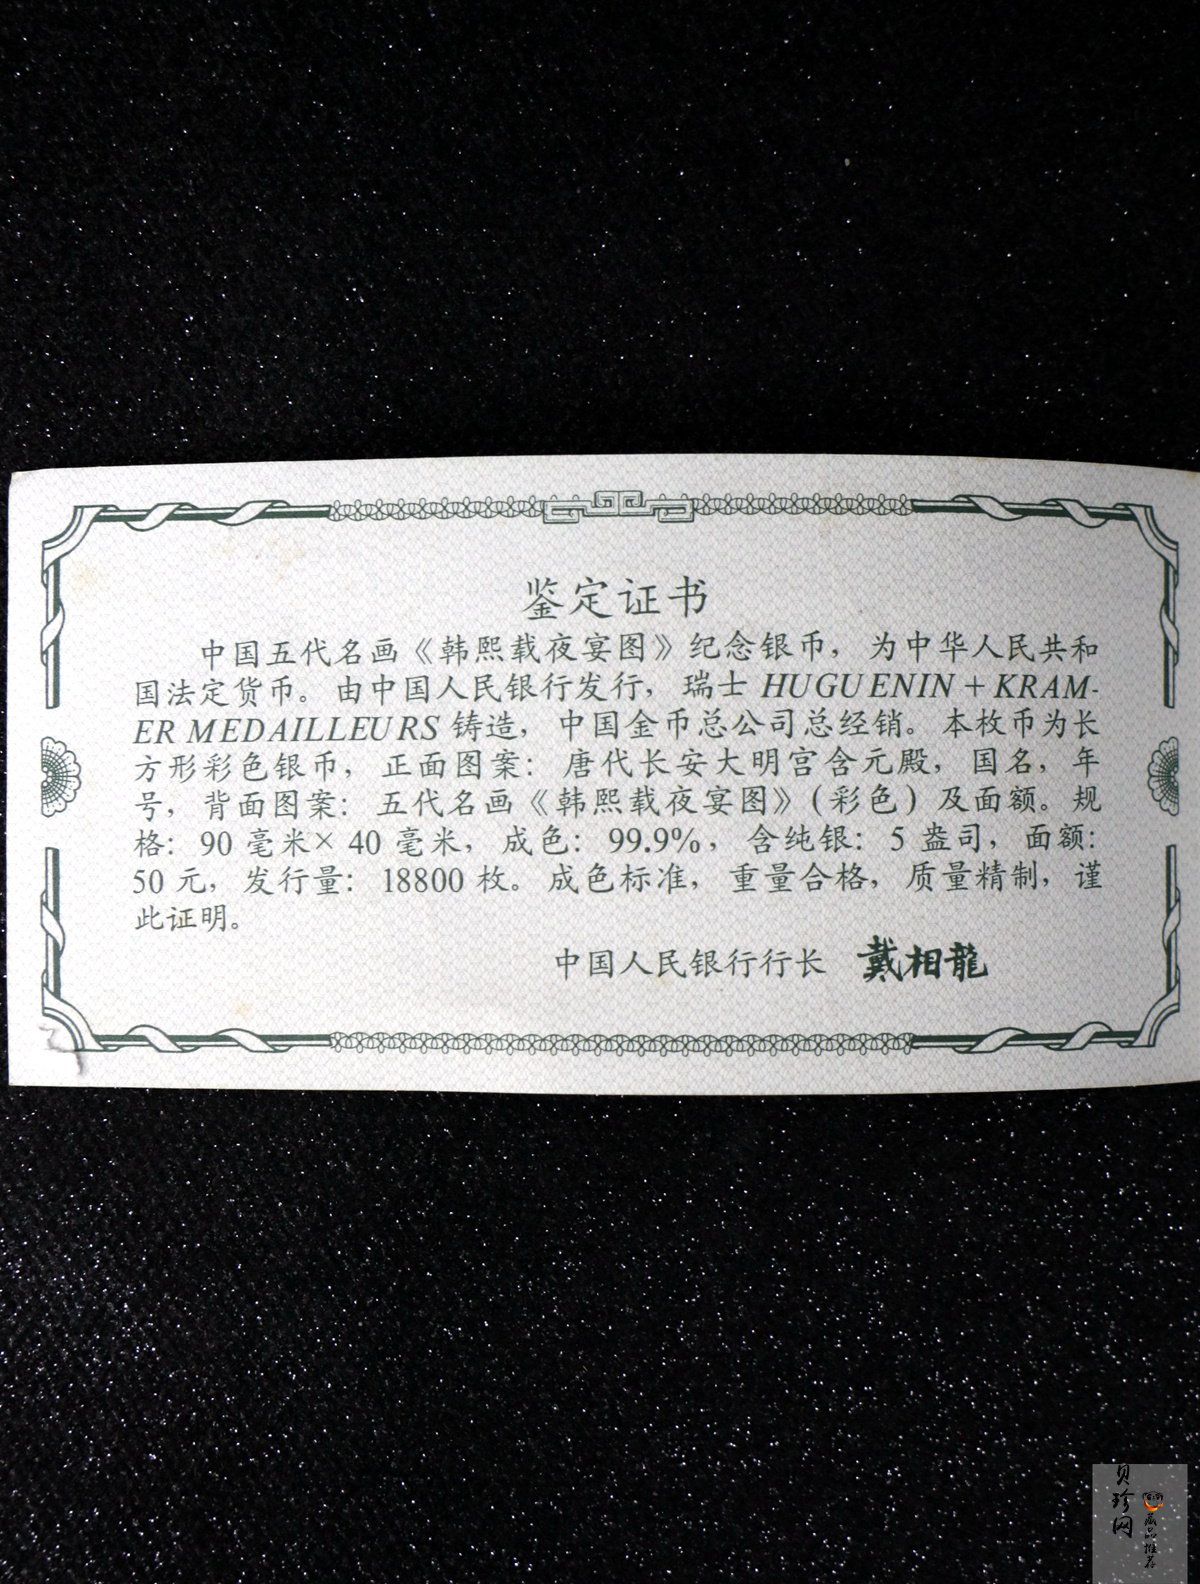 鉴定证书
中国五代名画《韩熙载夜宴图》纪念银币，为中华人民共和
国法定货币。由中国人民银行发行，瑞士 HUGUENIN + KRAM-
ER MEDAILLEURS 铸造，中国金币总公司总经销。本枚币为长
方形彩色银币，正面图案：唐代长安大明宫含元殿，国名，年
号，背面图案：五代名画《韩熙载夜宴图》(彩色) 及面额。规
格：90 毫米× 40 毫米，成色：99.9%，含纯银：5 盎司，面额：
50 元，发行量：18800 枚。成色标准，重量合格，质量精制，谨
此证明。
中国人民银行行长 戴相龍
贝珍网
藏品推荐